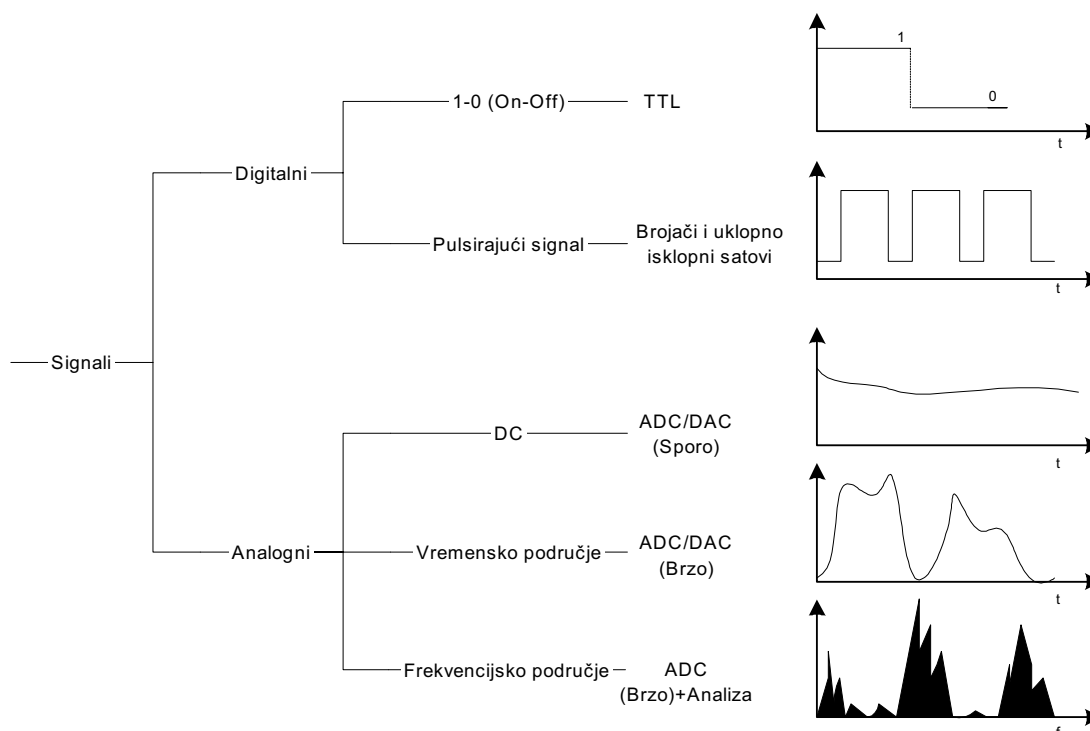 1
1-0 (On-Off)
TTL
0
t
Digitalni
Pulsirajući signal
Brojači i uklopno
isklopni satovi
t
Signali
DC
ADC/DAC
(Sporo)
t
Analogni
Vremensko područje
ADC/DAC
(Brzo)
t
Frekvencijsko područje
ADC
(Brzo)+Analiza
f